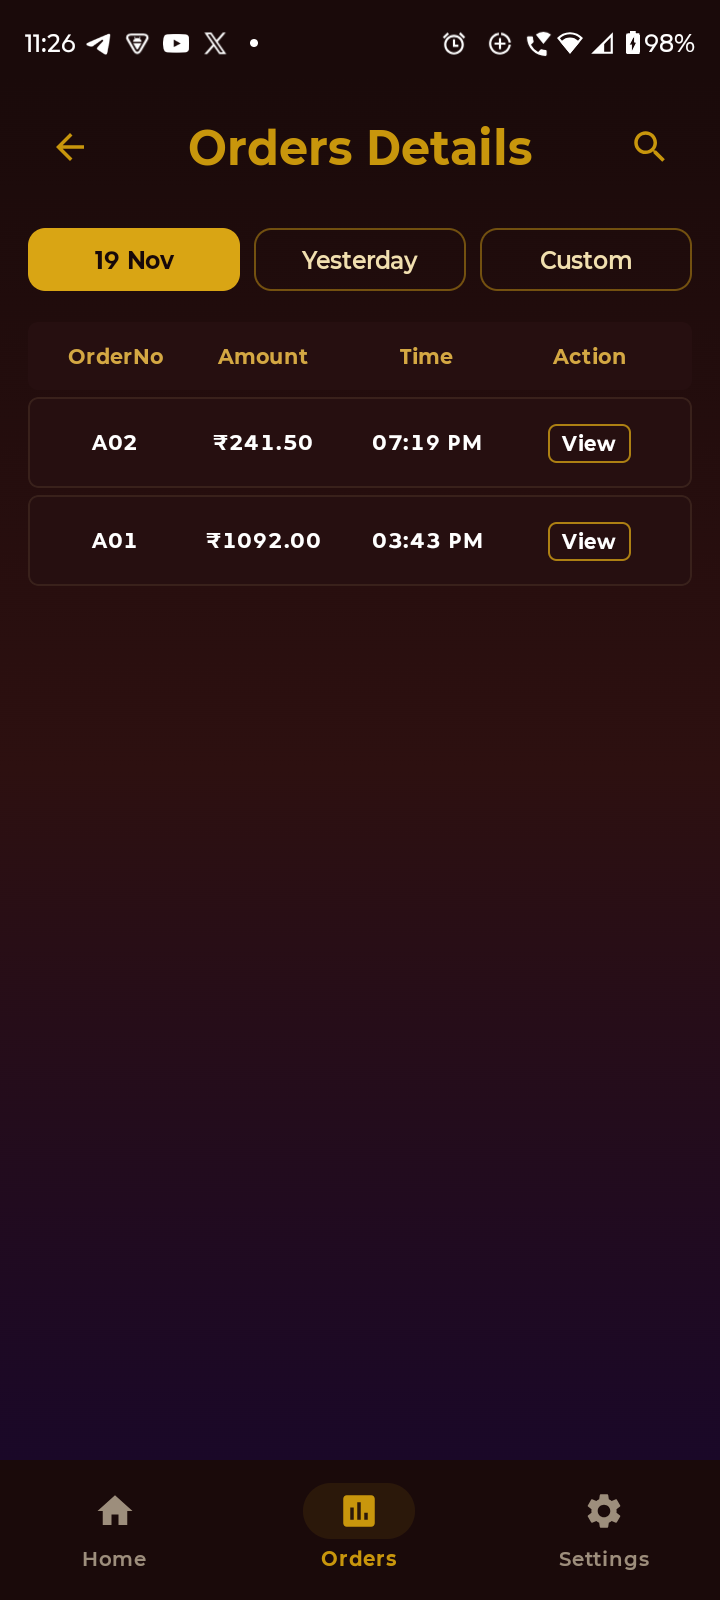 11:26 98%
Orders Details
19 Nov Yesterday Custom
OrderNo Amount Time Action
A02 ₹241.50 07:19 PM View
A01 ₹1092.00 03:43 PM View
Home Orders Settings